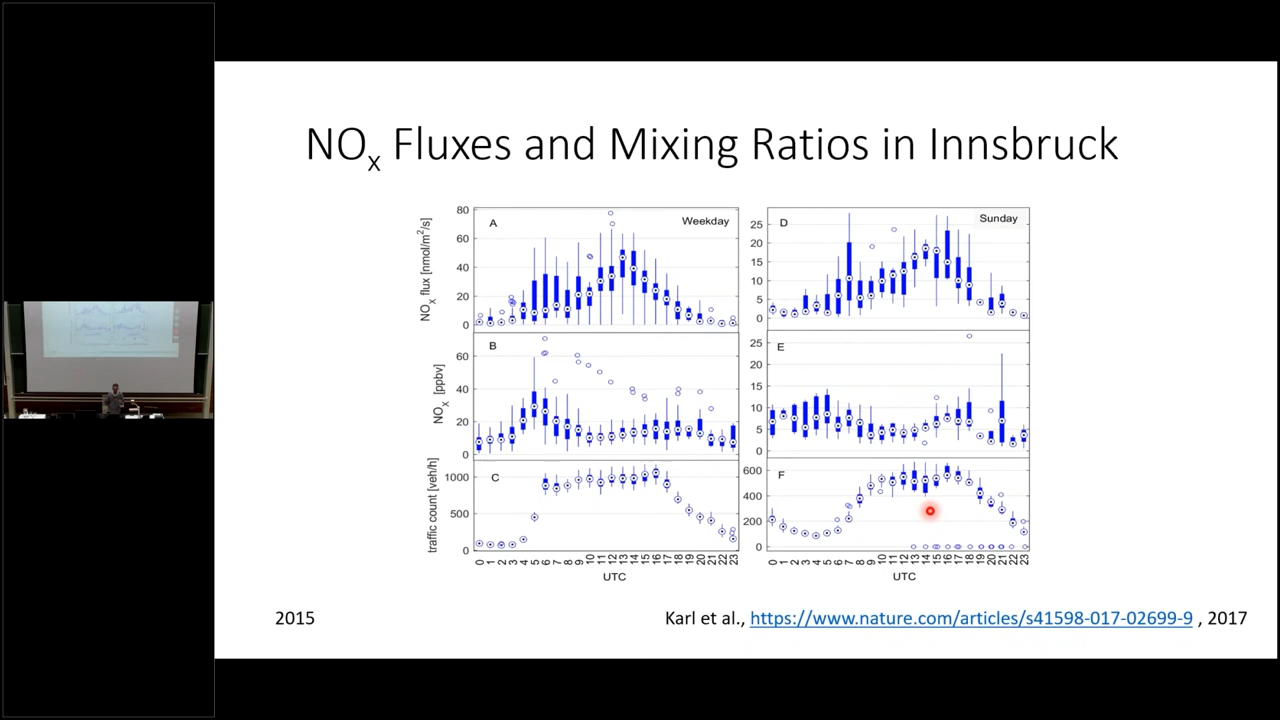 NOx Fluxes and Mixing Ratios in Innsbruck
A
Weekday
NOX flux [nmol/m²/s]
80
60
40
20
0
D
Sunday
25
20
15
10
5
0
B
NOX [ppbv]
60
40
20
0
E
25
20
15
10
5
0
C
traffic count [veh/h]
1000
500
0
F
600
400
200
0
0 1 2 3 4 5 6 7 8 9 10 11 12 13 14 15 16 17 18 19 20 21 22 23
UTC
0 1 2 3 4 5 6 7 8 9 10 11 12 13 14 15 16 17 18 19 20 21 22 23
UTC
2015
Karl et al., https://www.nature.com/articles/s41598-017-02699-9 , 2017